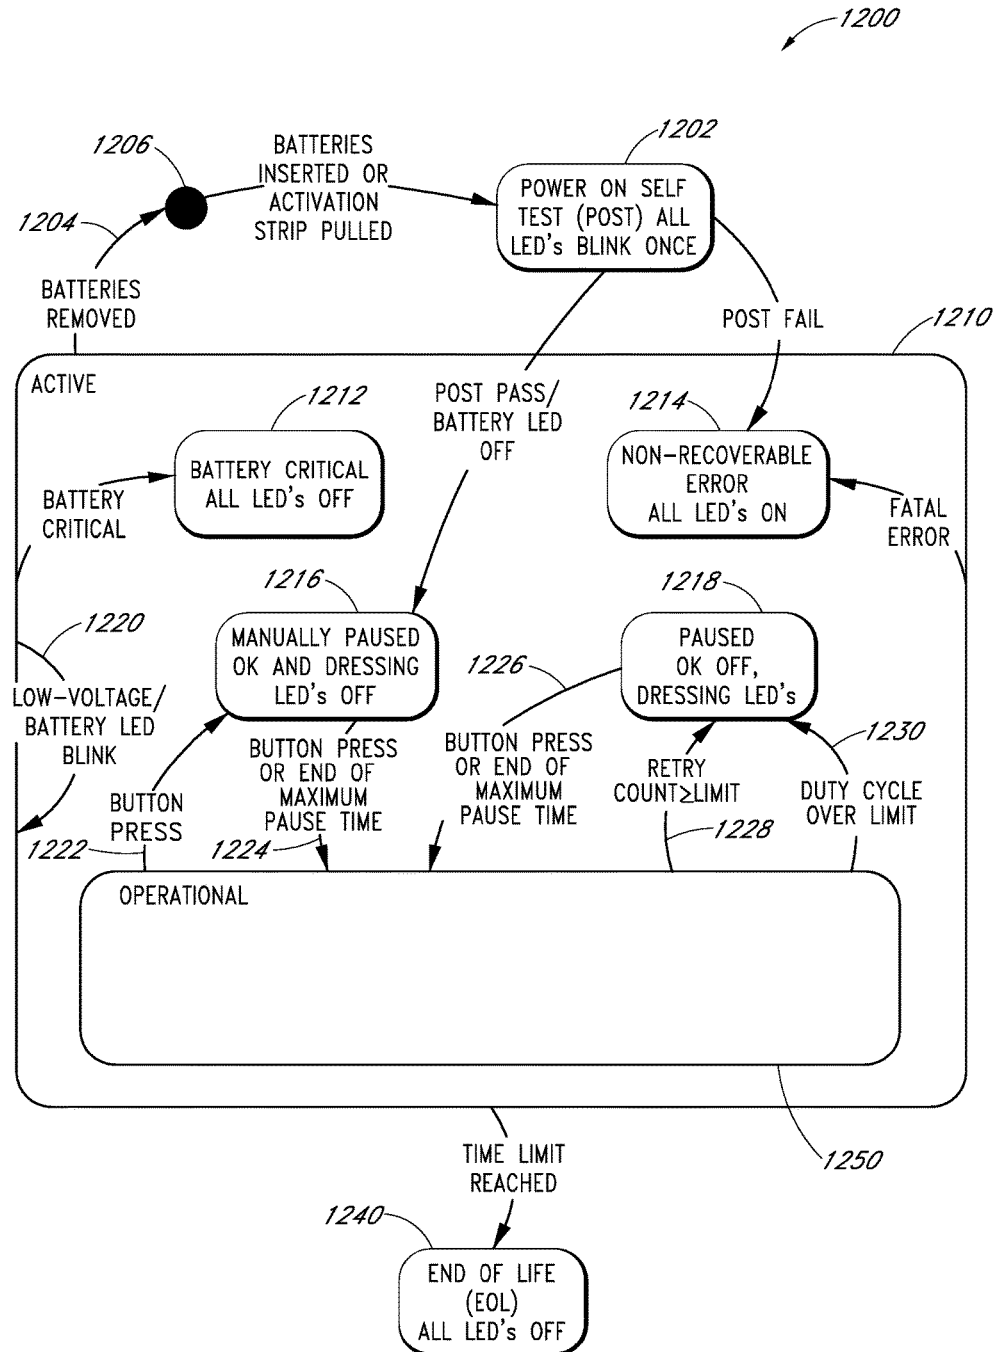 1200
1206
BATTERIES
INSERTED OR
ACTIVATION
STRIP PULLED
1202
POWER ON SELF
TEST (POST) ALL
LED's BLINK ONCE
1204
BATTERIES
REMOVED
POST FAIL
1210
ACTIVE
1212
BATTERY CRITICAL
ALL LED's OFF
POST PASS/
BATTERY LED
OFF
1214
NON-RECOVERABLE
ERROR
ALL LED's ON
BATTERY
CRITICAL
FATAL
ERROR
1216
MANUALLY PAUSED
OK AND DRESSING
LED's OFF
1218
PAUSED
OK OFF,
DRESSING LED's
1220
LOW-VOLTAGE/
BATTERY LED
BLINK
1226
BUTTON PRESS
OR END OF
MAXIMUM
PAUSE TIME
BUTTON PRESS
OR END OF
MAXIMUM
PAUSE TIME
RETRY
COUNT≥LIMIT
1230
DUTY CYCLE
OVER LIMIT
BUTTON
PRESS
1222
1224
1228
OPERATIONAL
1250
TIME LIMIT
REACHED
1240
END OF LIFE
(EOL)
ALL LED's OFF